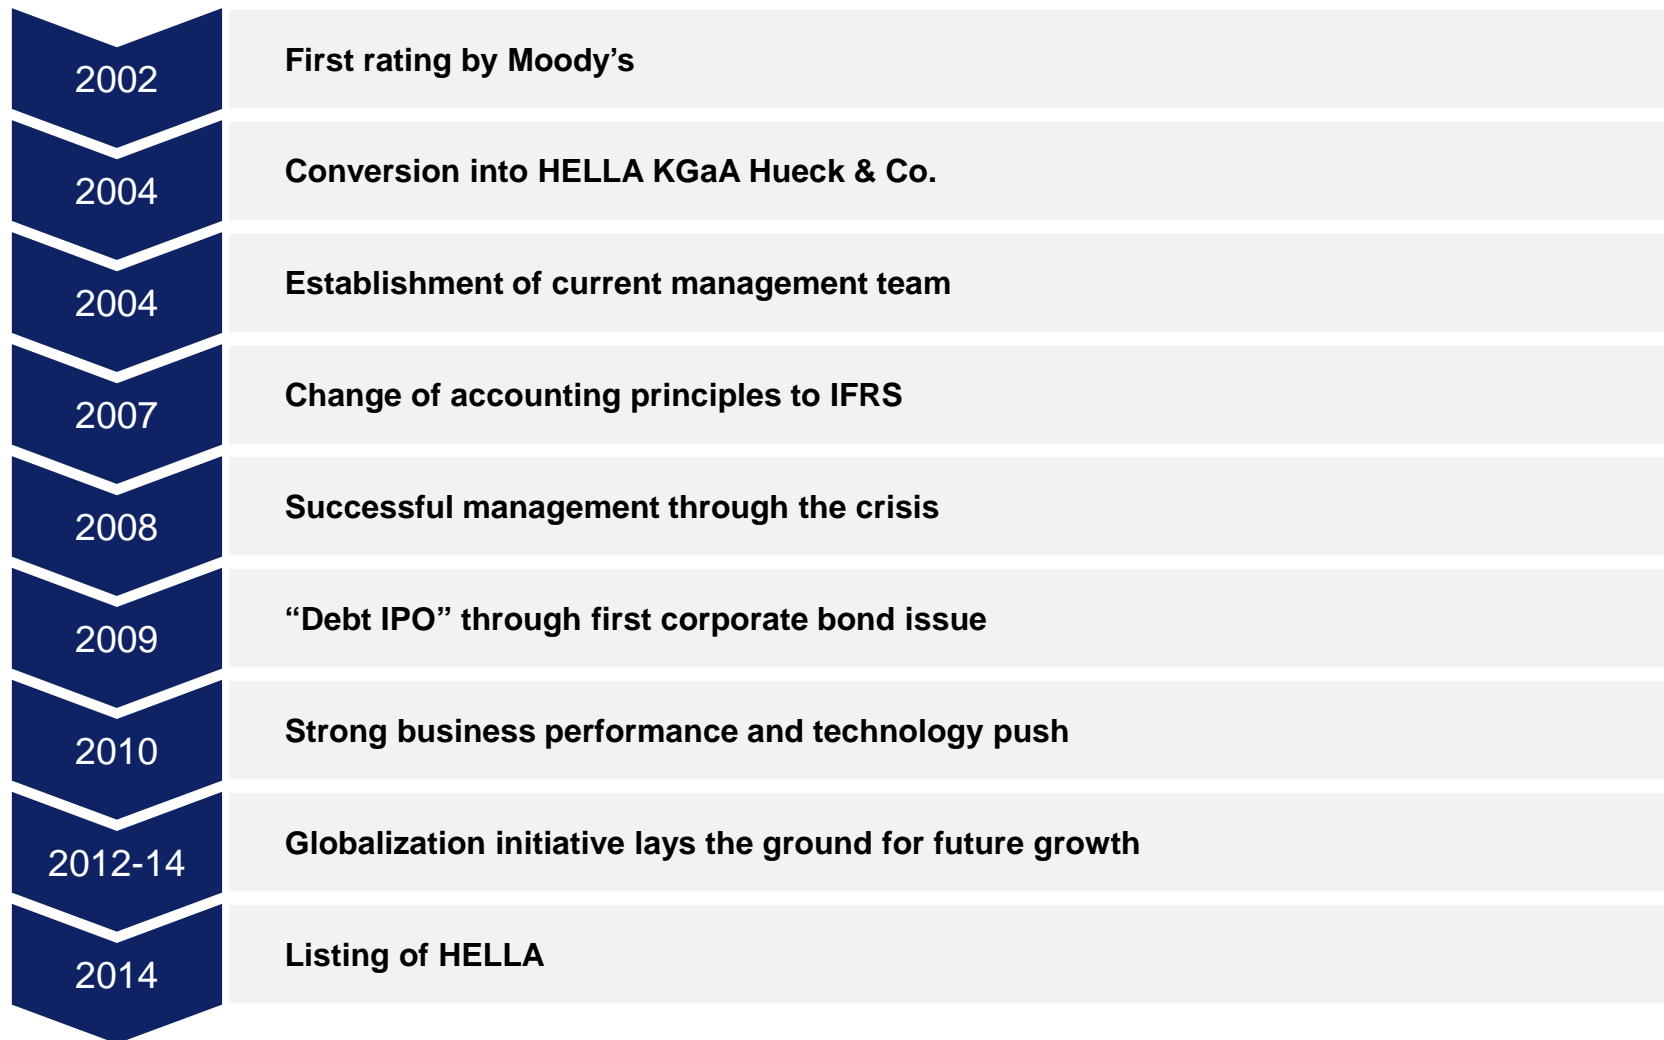 2002
First rating by Moody’s
2004
Conversion into HELLA KGaA Hueck & Co.
2004
Establishment of current management team
2007
Change of accounting principles to IFRS
2008
Successful management through the crisis
2009
“Debt IPO” through first corporate bond issue
2010
Strong business performance and technology push
2012-14
Globalization initiative lays the ground for future growth
2014
Listing of HELLA